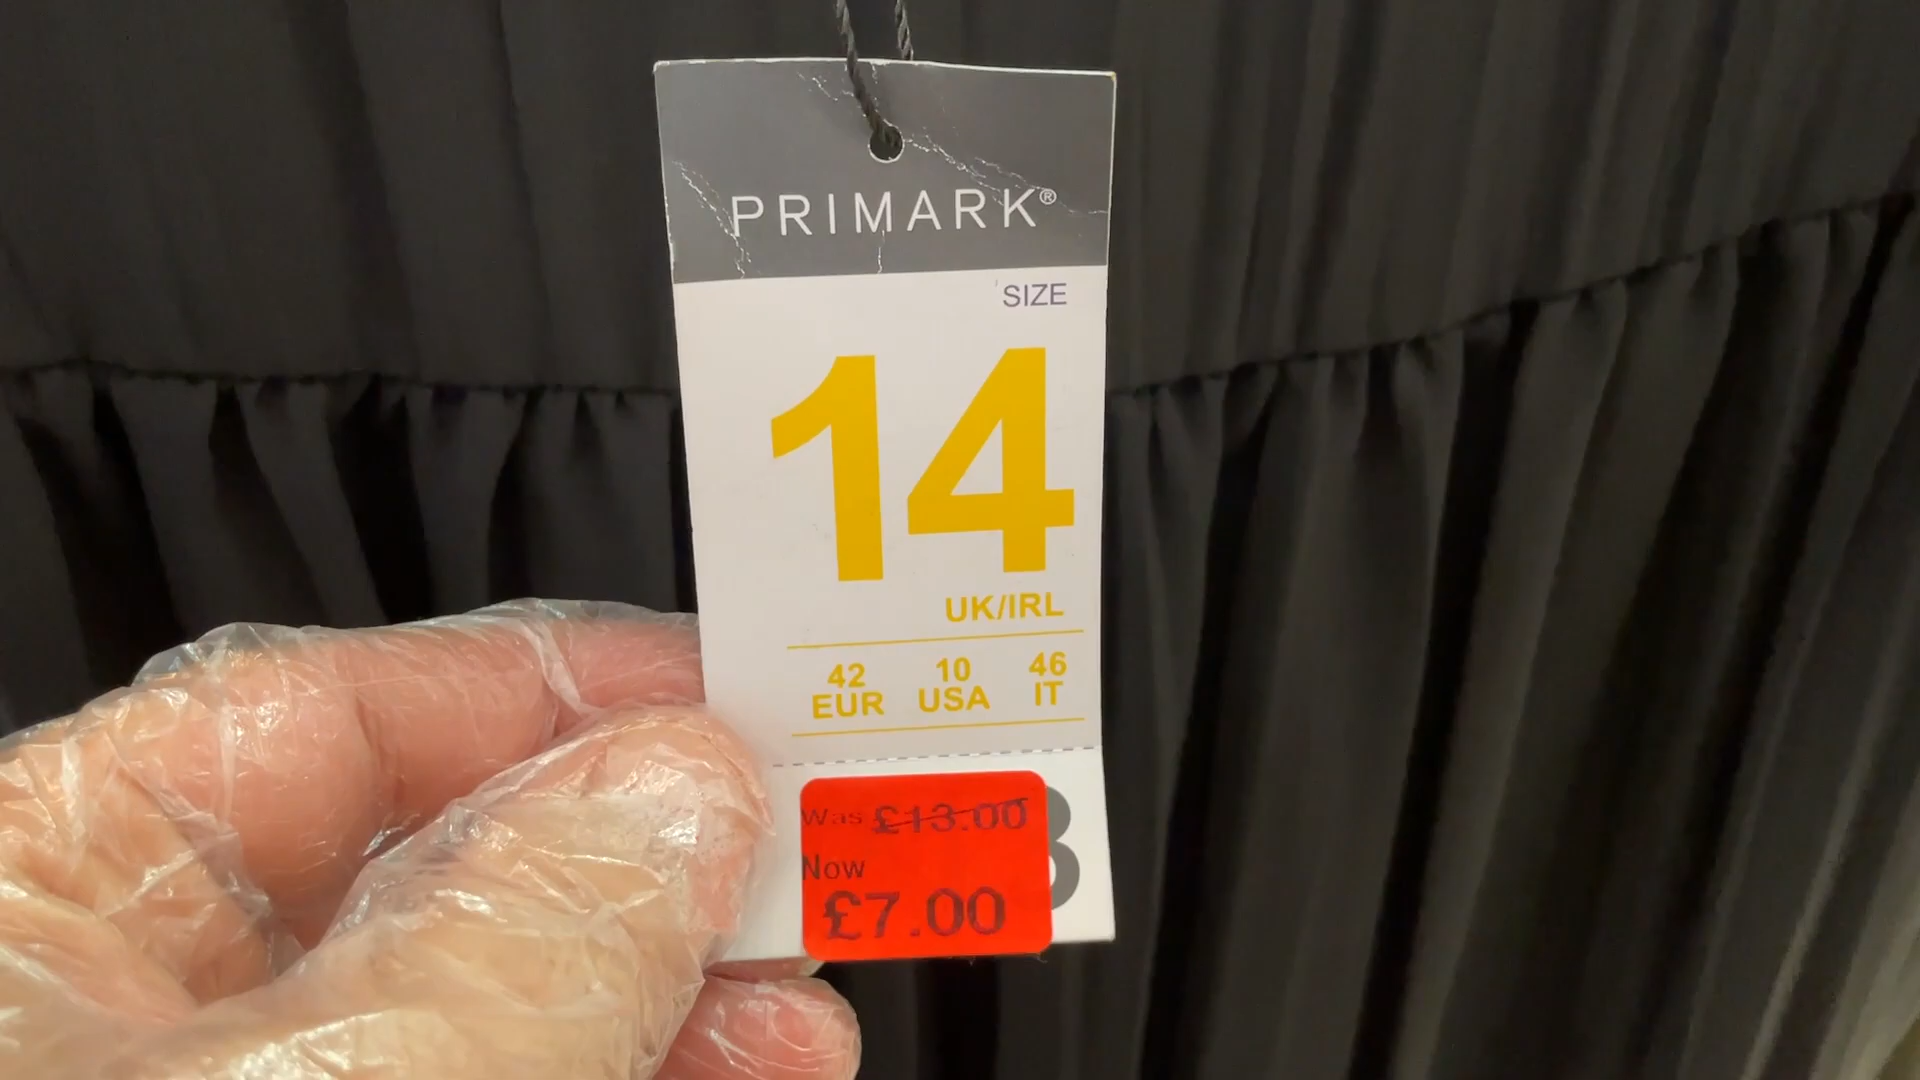 PRIMARK®
SIZE
14
UK/IRL
42 10 46
EUR USA IT
Was £13.00
Now
£7.00